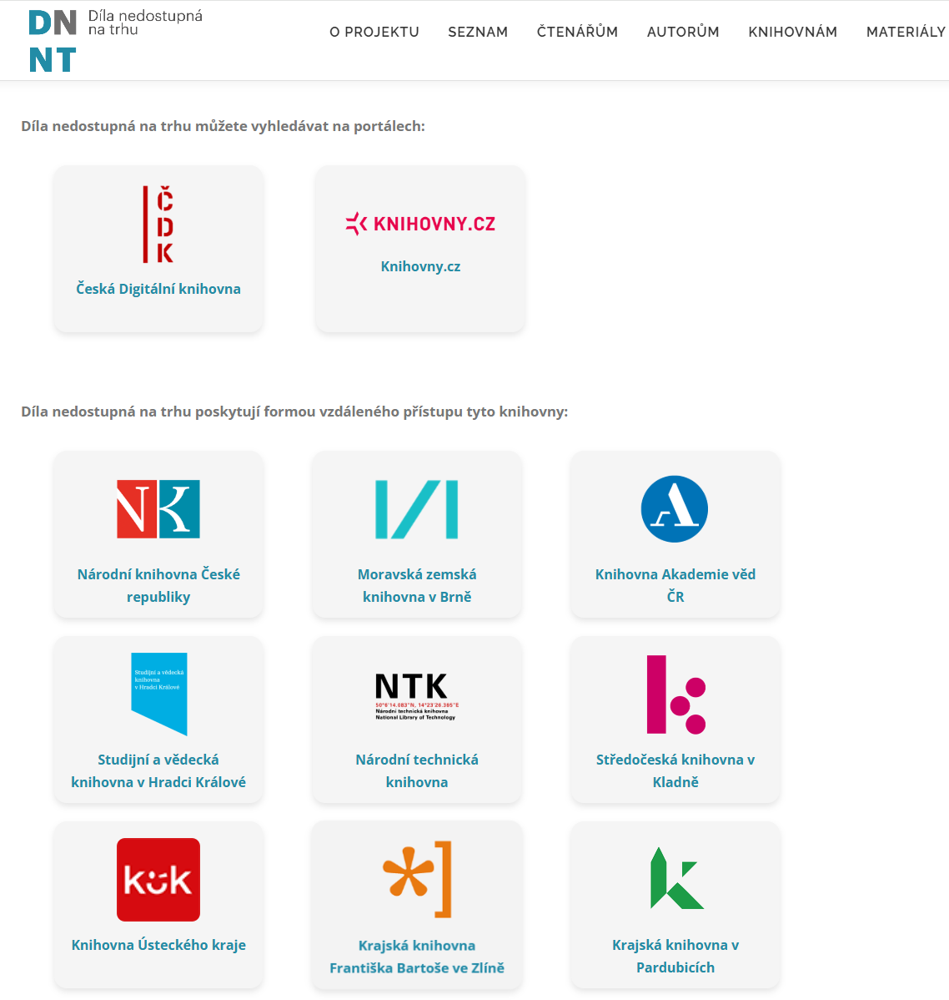 DN
NT
Díla nedostupná
na trhu
O PROJEKTU SEZNAM ČTENÁŘŮM AUTORŮM KNIHOVNÁM MATERIÁLY
Díla nedostupná na trhu můžete vyhledávat na portálech:
ČDK
Česká Digitální knihovna
KNIHOVNY.CZ
Knihovny.cz
Díla nedostupná na trhu poskytují formou vzdáleného přístupu tyto knihovny:
NK
Národní knihovna České
republiky
Moravská zemská
knihovna v Brně
A
Knihovna Akademie věd
ČR
Studijní a vědecká
knihovna
v Hradci Králové
Studijní a vědecká
knihovna v Hradci Králové
NTK
50°6'14.083"N, 14°23'26.365"E
Národní technická knihovna
National Library of Technology
Národní technická
knihovna
Středočeská knihovna v
Kladně
kük
Knihovna Ústeckého kraje
*]
Krajská knihovna
Františka Bartoše ve Zlíně
k
Krajská knihovna v
Pardubicích